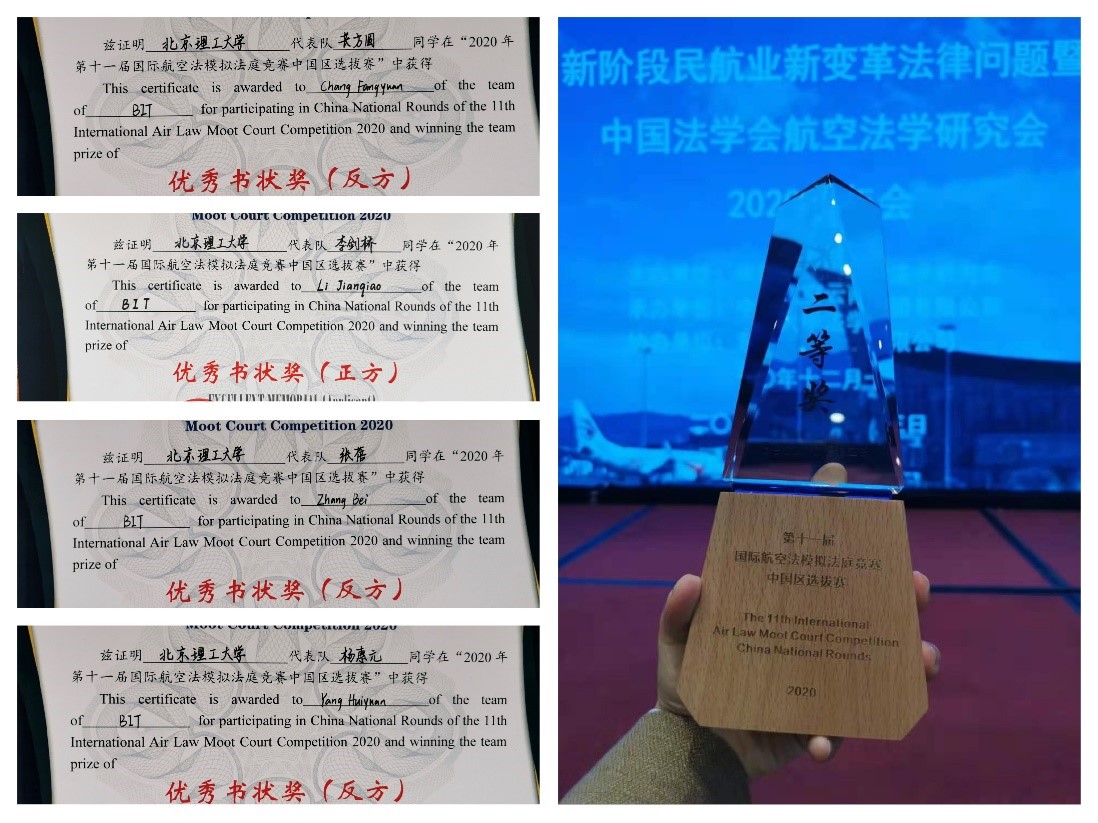 兹证明 北京理工大学 代表队 苌方圆 同学在“2020 年
第十一届国际航空法模拟法庭竞赛中国区选拔赛”中获得
This certificate is awarded to Chang Fangyuan of the team
of BIT for participating in China National Rounds of the 11th
International Air Law Moot Court Competition 2020 and winning the team
prize of
优秀书状奖（反方）
Moot Court Competition 2020
兹证明 北京理工大学 代表队 李剑桥 同学在“2020 年
第十一届国际航空法模拟法庭竞赛中国区选拔赛”中获得
This certificate is awarded to Li Jianqiao of the team
of BIT for participating in China National Rounds of the 11th
International Air Law Moot Court Competition 2020 and winning the team
prize of
优秀书状奖（正方）
EXCELLENT MEMORIAL (Applicant)
Moot Court Competition 2020
兹证明 北京理工大学 代表队 张蓓 同学在“2020 年
第十一届国际航空法模拟法庭竞赛中国区选拔赛”中获得
This certificate is awarded to Zhang Bei of the team
of BIT for participating in China National Rounds of the 11th
International Air Law Moot Court Competition 2020 and winning the team
prize of
优秀书状奖（反方）
Moot Court Competition 2020
兹证明 北京理工大学 代表队 杨惠元 同学在“2020 年
第十一届国际航空法模拟法庭竞赛中国区选拔赛”中获得
This certificate is awarded to Yang Huiyuan of the team
of BIT for participating in China National Rounds of the 11th
International Air Law Moot Court Competition 2020 and winning the team
prize of
优秀书状奖（反方）
新阶段民航业新变革法律问题暨
中国法学会航空法学研究会
会
二等奖
第十一届
国际航空法模拟法庭竞赛
中国区选拔赛
The 11th International
Air Law Moot Court Competition
China National Rounds
2020